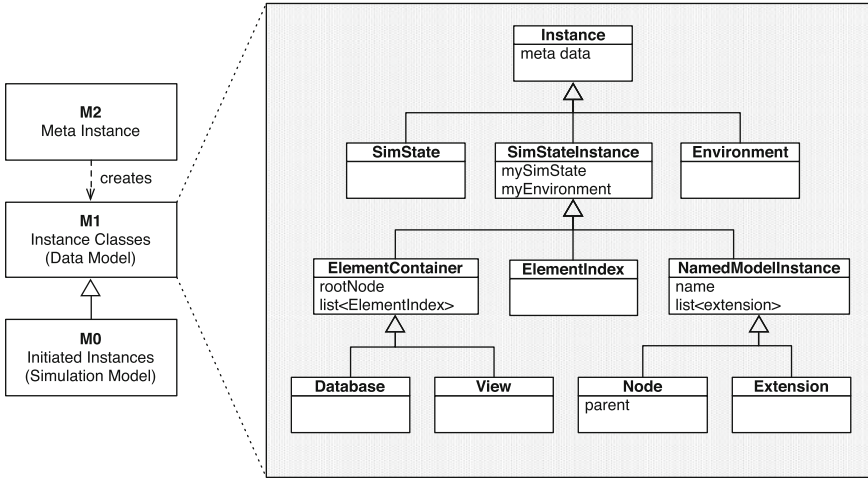 M2
Meta Instance
creates
M1
Instance Classes
(Data Model)
M0
Initiated Instances
(Simulation Model)
Instance
meta data
SimState
SimStateInstance
mySimState
myEnvironment
Environment
ElementContainer
rootNode
list<ElementIndex>
ElementIndex
NamedModelInstance
name
list<extension>
Database
View
Node
parent
Extension